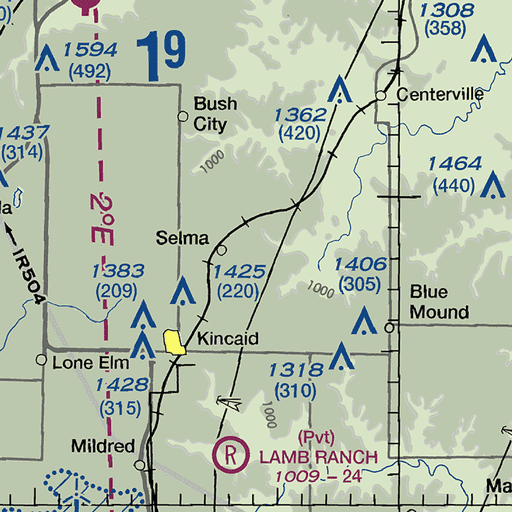 1308
(358)
1594
(492)
19
Bush
City
1362
(420)
Centerville
1437
(314)
1000
1464
(440)
2°E
Selma
IR504
1383
(209)
1425
(220)
1406
(305)
1000
Blue
Mound
Kincaid
Lone Elm
1428
(315)
1318
(310)
1000
Mildred
R
(Pvt)
LAMB RANCH
1009 - 24